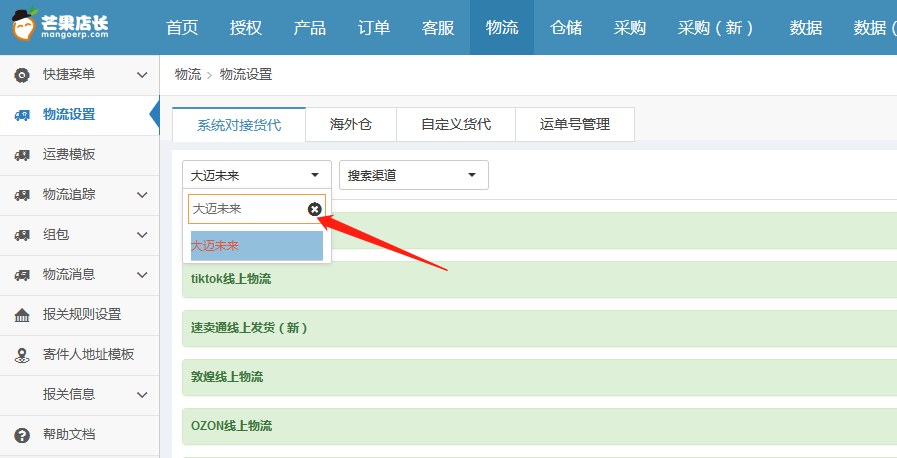 芒果店长
mangoerp.com
首页 授权 产品 订单 客服 物流 仓储 采购 采购（新） 数据 数据（
快捷菜单
物流设置
运费模板
物流追踪
组包
物流消息
报关规则设置
寄件人地址模板
报关信息
帮助文档
物流 > 物流设置
系统对接货代 海外仓 自定义货代 运单号管理
大迈未来 搜索渠道
大迈未来
大迈未来
tiktok线上物流
速卖通线上发货（新）
敦煌线上物流
OZON线上物流